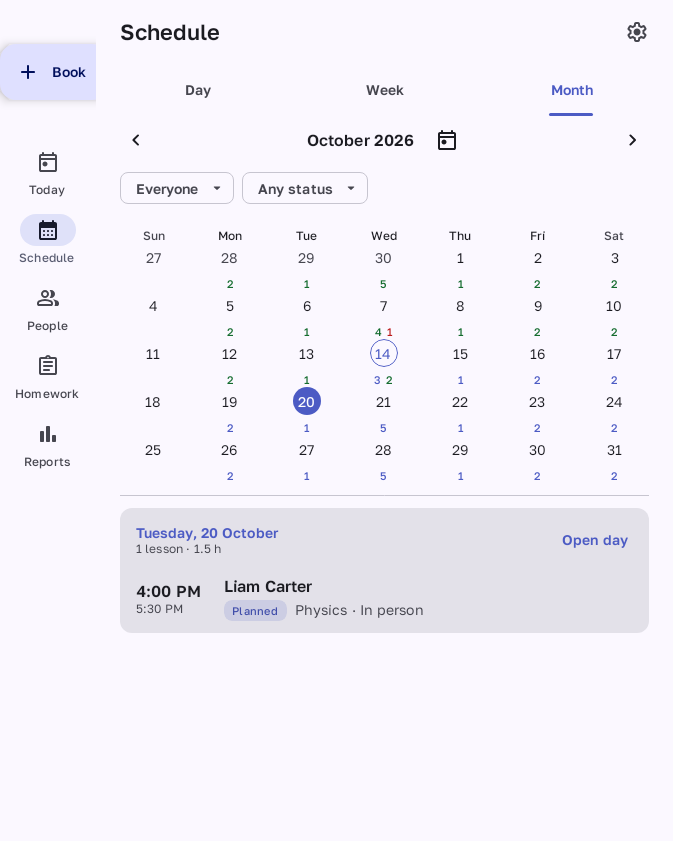 Schedule
Book
Day Week Month
October 2026
Everyone Any status
Today
Schedule
People
Homework
Reports
Sun Mon Tue Wed Thu Fri Sat
27 28 29 30 1 2 3
2 1 5 1 2 2
4 5 6 7 8 9 10
2 1 4 1 1 2 2
11 12 13 14 15 16 17
2 1 3 2 1 2 2
18 19 20 21 22 23 24
2 1 5 1 2 2
25 26 27 28 29 30 31
2 1 5 1 2 2
Tuesday, 20 October
1 lesson · 1.5 h
Open day
4:00 PM Liam Carter
5:30 PM Planned Physics · In person